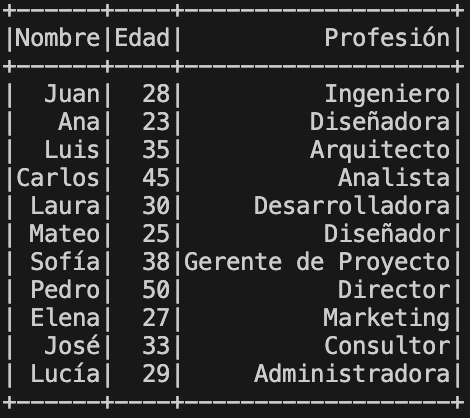 +------+----+-------------------+
|Nombre|Edad|          Profesión|
+------+----+-------------------+
|  Juan|  28|          Ingeniero|
|   Ana|  23|         Diseñadora|
|  Luis|  35|         Arquitecto|
|Carlos|  45|           Analista|
| Laura|  30|     Desarrolladora|
| Mateo|  25|          Diseñador|
| Sofía|  38|Gerente de Proyecto|
| Pedro|  50|           Director|
| Elena|  27|          Marketing|
|  José|  33|          Consultor|
| Lucía|  29|     Administradora|
+------+----+-------------------+